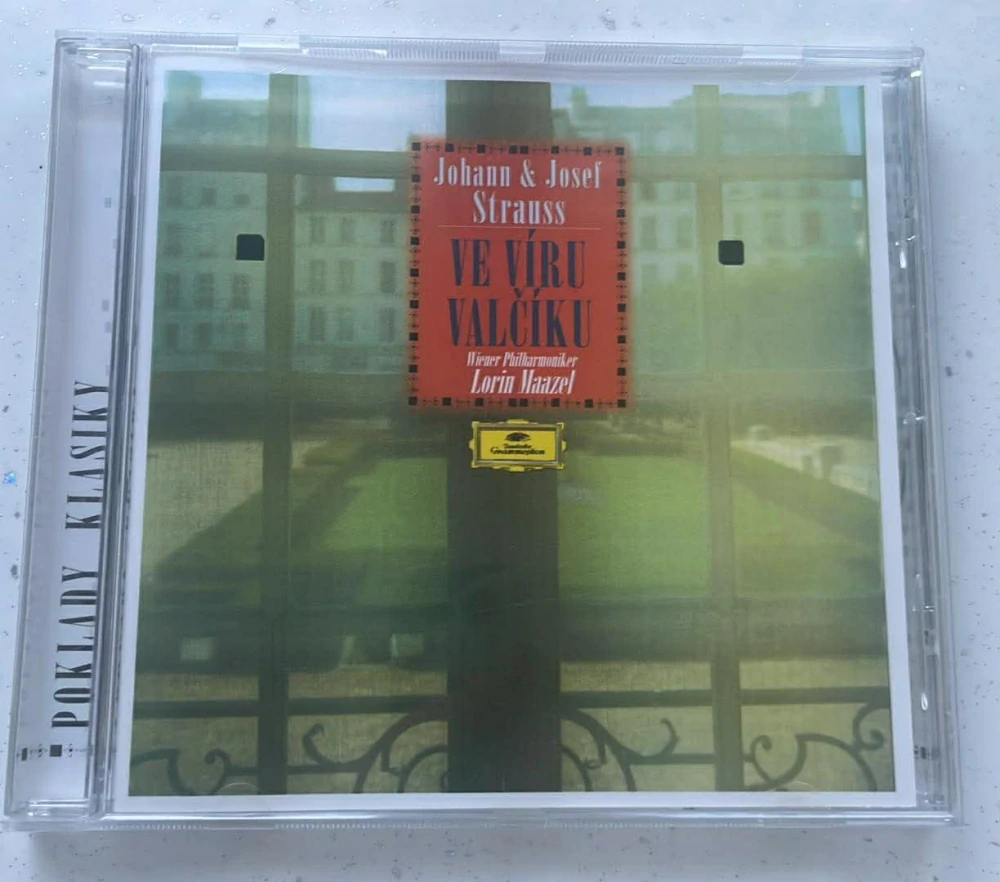 Johann & Josef
Strauss
VE VÍRU
VALČÍKU
Wiener Philharmoniker
Lorin Maazel
Deutsche
Grammophon
POKLADY KLASIKY